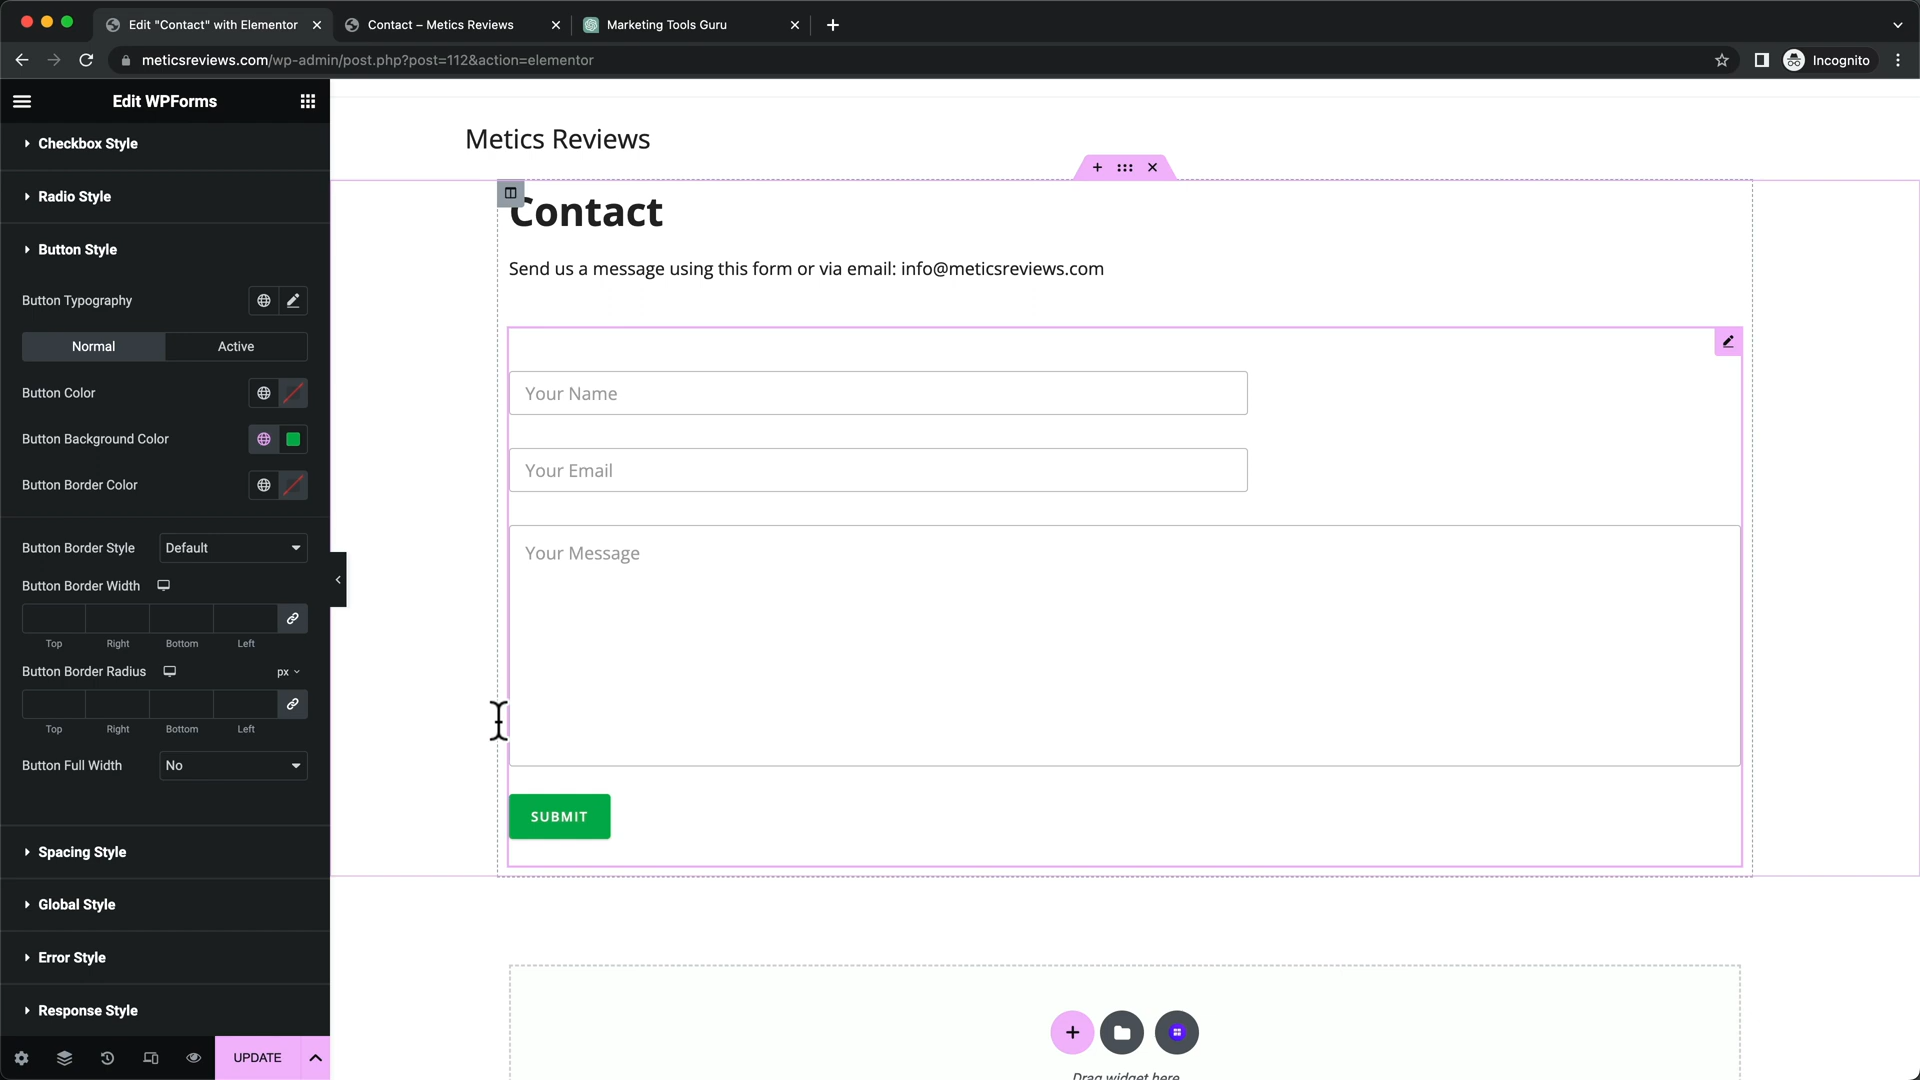 Edit "Contact" with Elementor
Contact – Metics Reviews
Marketing Tools Guru
meticsreviews.com/wp-admin/post.php?post=112&action=elementor
Incognito
Edit WPForms
Checkbox Style
Radio Style
Button Style
Button Typography
Normal
Active
Button Color
Button Background Color
Button Border Color
Button Border Style
Default
Button Border Width
Top
Right
Bottom
Left
Button Border Radius
px
Top
Right
Bottom
Left
Button Full Width
No
Spacing Style
Global Style
Error Style
Response Style
UPDATE
Metics Reviews
Contact
Send us a message using this form or via email: info@meticsreviews.com
Your Name
Your Email
Your Message
SUBMIT
Drag widget here